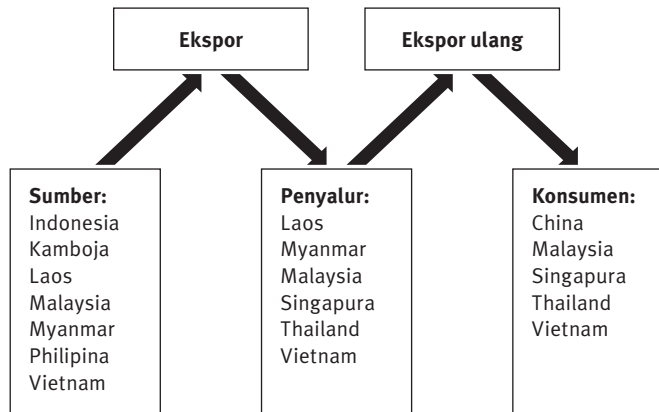 Ekspor
Ekspor ulang
Sumber:
Indonesia
Kamboja
Laos
Malaysia
Myanmar
Philipina
Vietnam
Penyalur:
Laos
Myanmar
Malaysia
Singapura
Thailand
Vietnam
Konsumen:
China
Malaysia
Singapura
Thailand
Vietnam